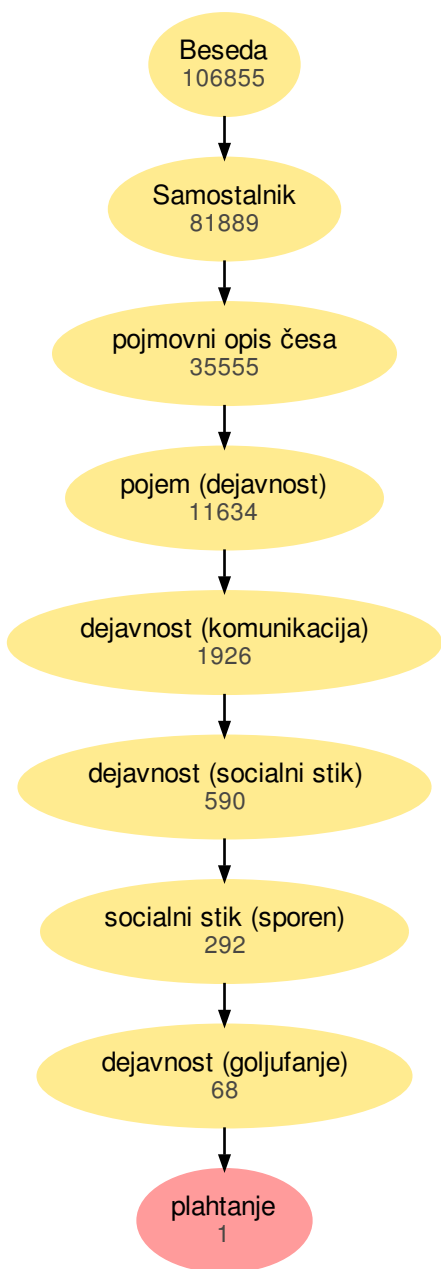 Beseda
106855
Samostalnik
81889
pojmovni opis česa
35555
pojem (dejavnost)
11634
dejavnost (komunikacija)
1926
dejavnost (socialni stik)
590
socialni stik (sporen)
292
dejavnost (goljufanje)
68
plahtanje
1